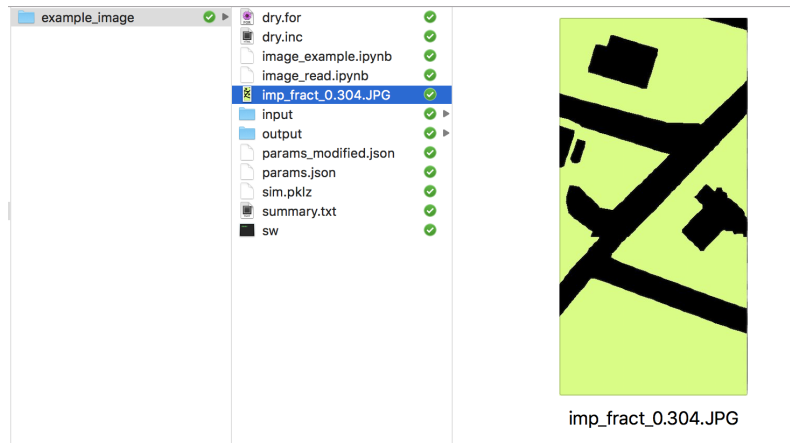 example_image
dry.for
dry.inc
image_example.ipynb
image_read.ipynb
imp_fract_0.304.JPG
input
output
params_modified.json
params.json
sim.pklz
summary.txt
sw
imp_fract_0.304.JPG